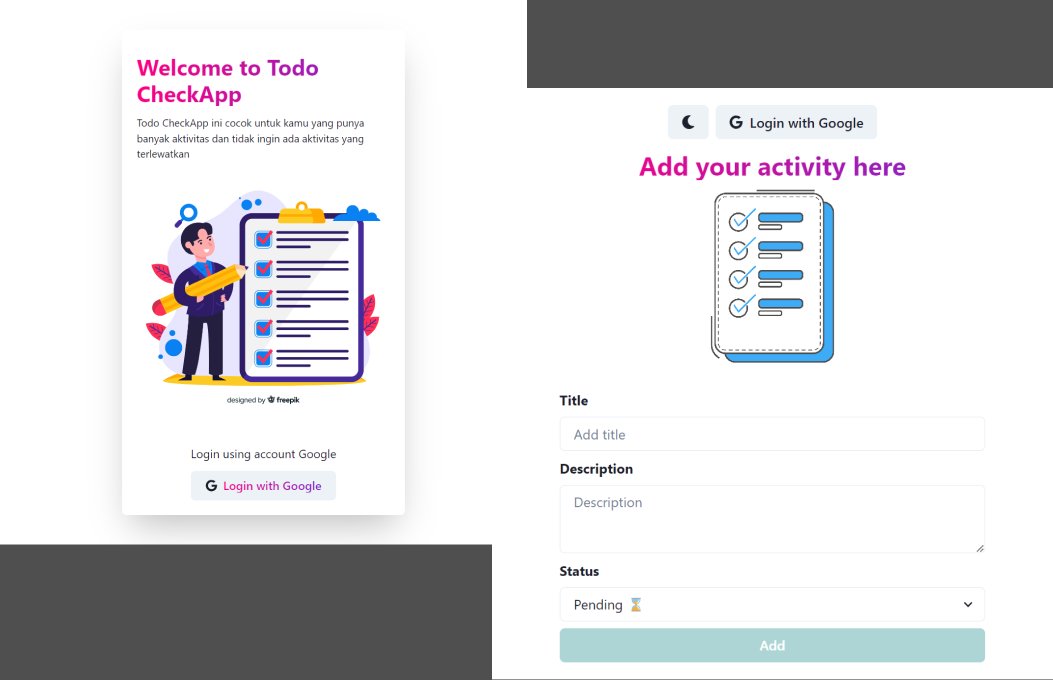 Welcome to Todo
CheckApp
Todo CheckApp ini cocok untuk kamu yang punya
banyak aktivitas dan tidak ingin ada aktivitas yang
terlewatkan
designed by freepik
Login using account Google
Login with Google
Login with Google
Add your activity here
Title
Add title
Description
Description
Status
Pending ⏳
Add